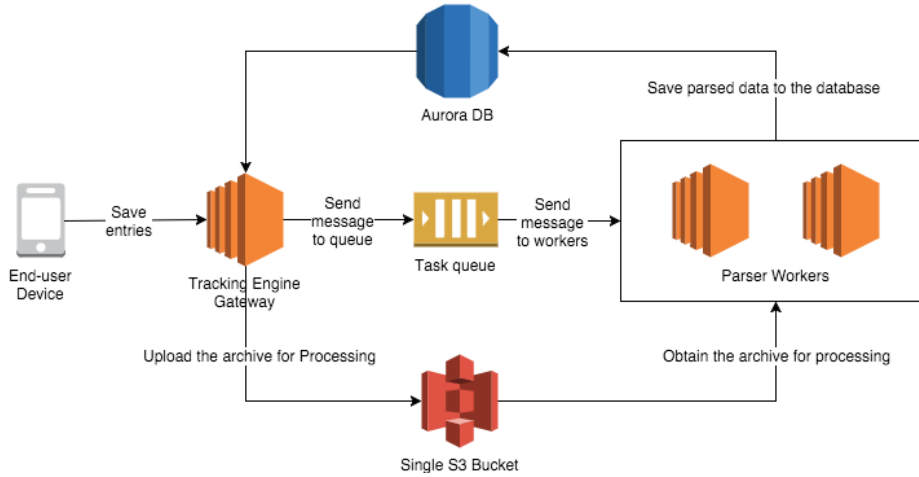 Aurora DB
Save parsed data to the database
Save
entries
Send
message
to queue
Send
message
to workers
End-user
Device
Tracking Engine
Gateway
Task queue
Parser Workers
Upload the archive for Processing
Obtain the archive for processing
Single S3 Bucket